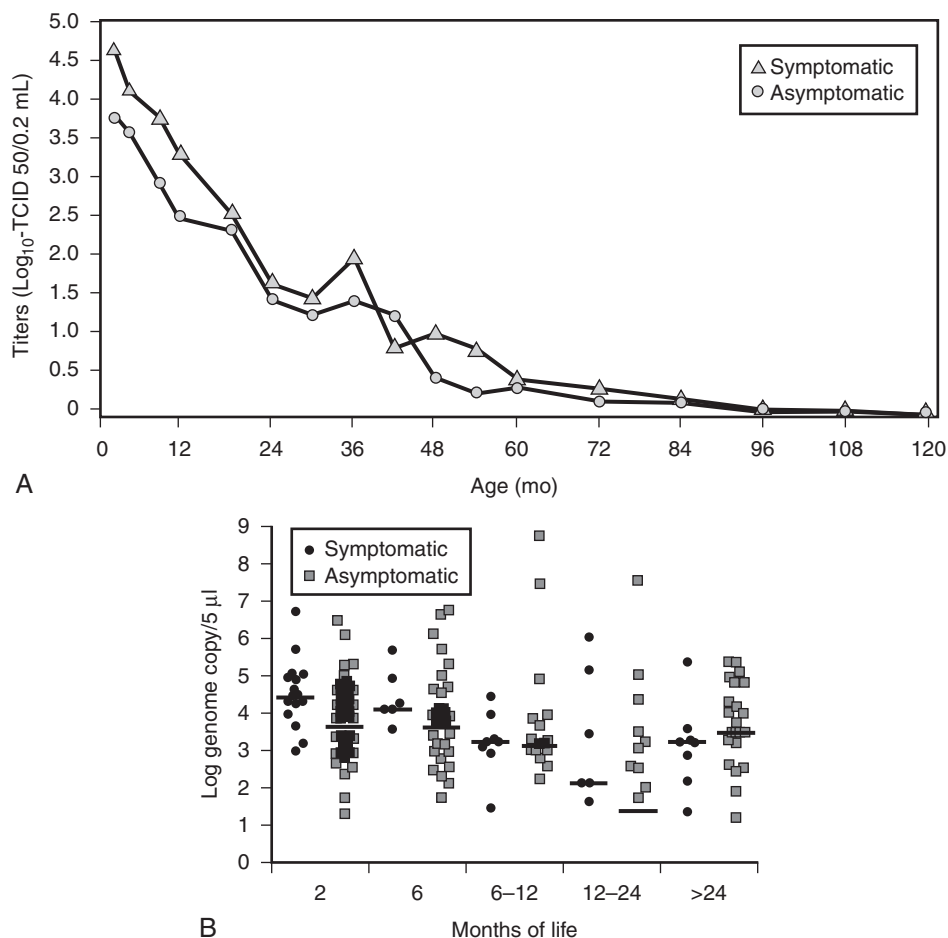 5.0
4.5
4.0
3.5
3.0
2.5
2.0
1.5
1.0
0.5
0
Titers (Log10-TCID 50/0.2 mL)
Symptomatic
Asymptomatic
0 12 24 36 48 60 72 84 96 108 120
Age (mo)
A
9
8
7
6
5
4
3
2
1
0
Log genome copy/5 µl
Symptomatic
Asymptomatic
2 6 6–12 12–24 >24
Months of life
B